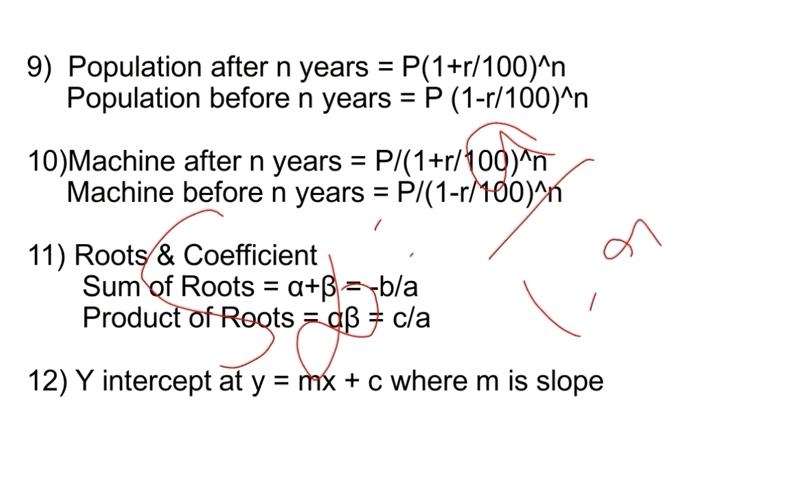 9) Population after n years = P(1+r/100)^n
Population before n years = P (1-r/100)^n
10)Machine after n years = P/(1+r/100)^n
Machine before n years = P/(1-r/100)^n
11) Roots & Coefficient
Sum of Roots = α+β = -b/a
Product of Roots = αβ = c/a
12) Y intercept at y = mx + c where m is slope